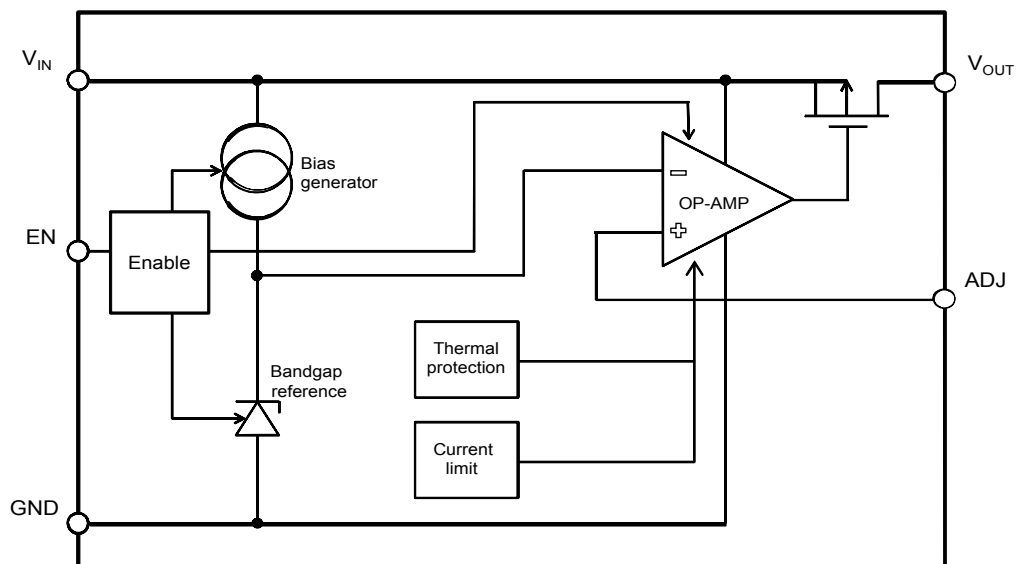 V_IN
V_OUT
Bias
generator
OP-AMP
EN
Enable
ADJ
Thermal
protection
Bandgap
reference
Current
limit
GND